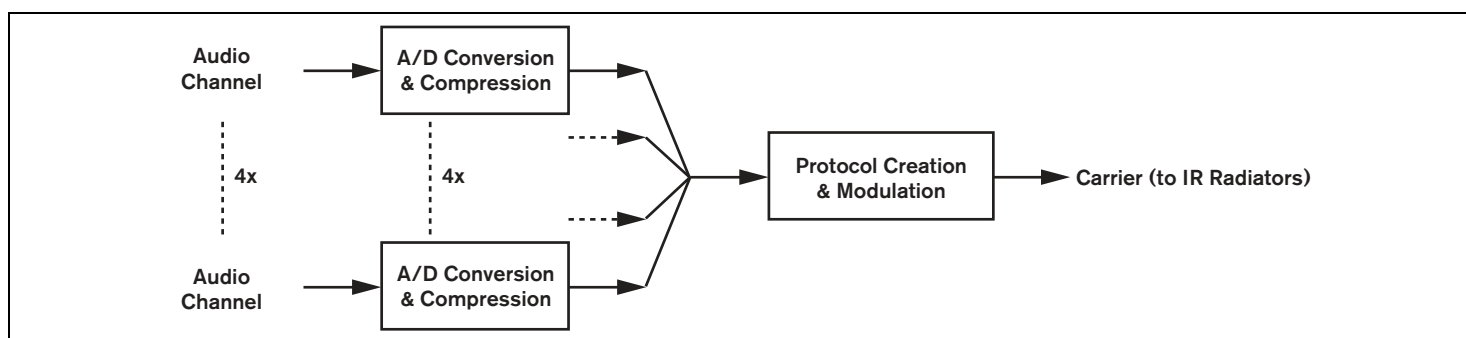 Audio
Channel
A/D Conversion
& Compression
4x
4x
Protocol Creation
& Modulation
Carrier (to IR Radiators)
Audio
Channel
A/D Conversion
& Compression